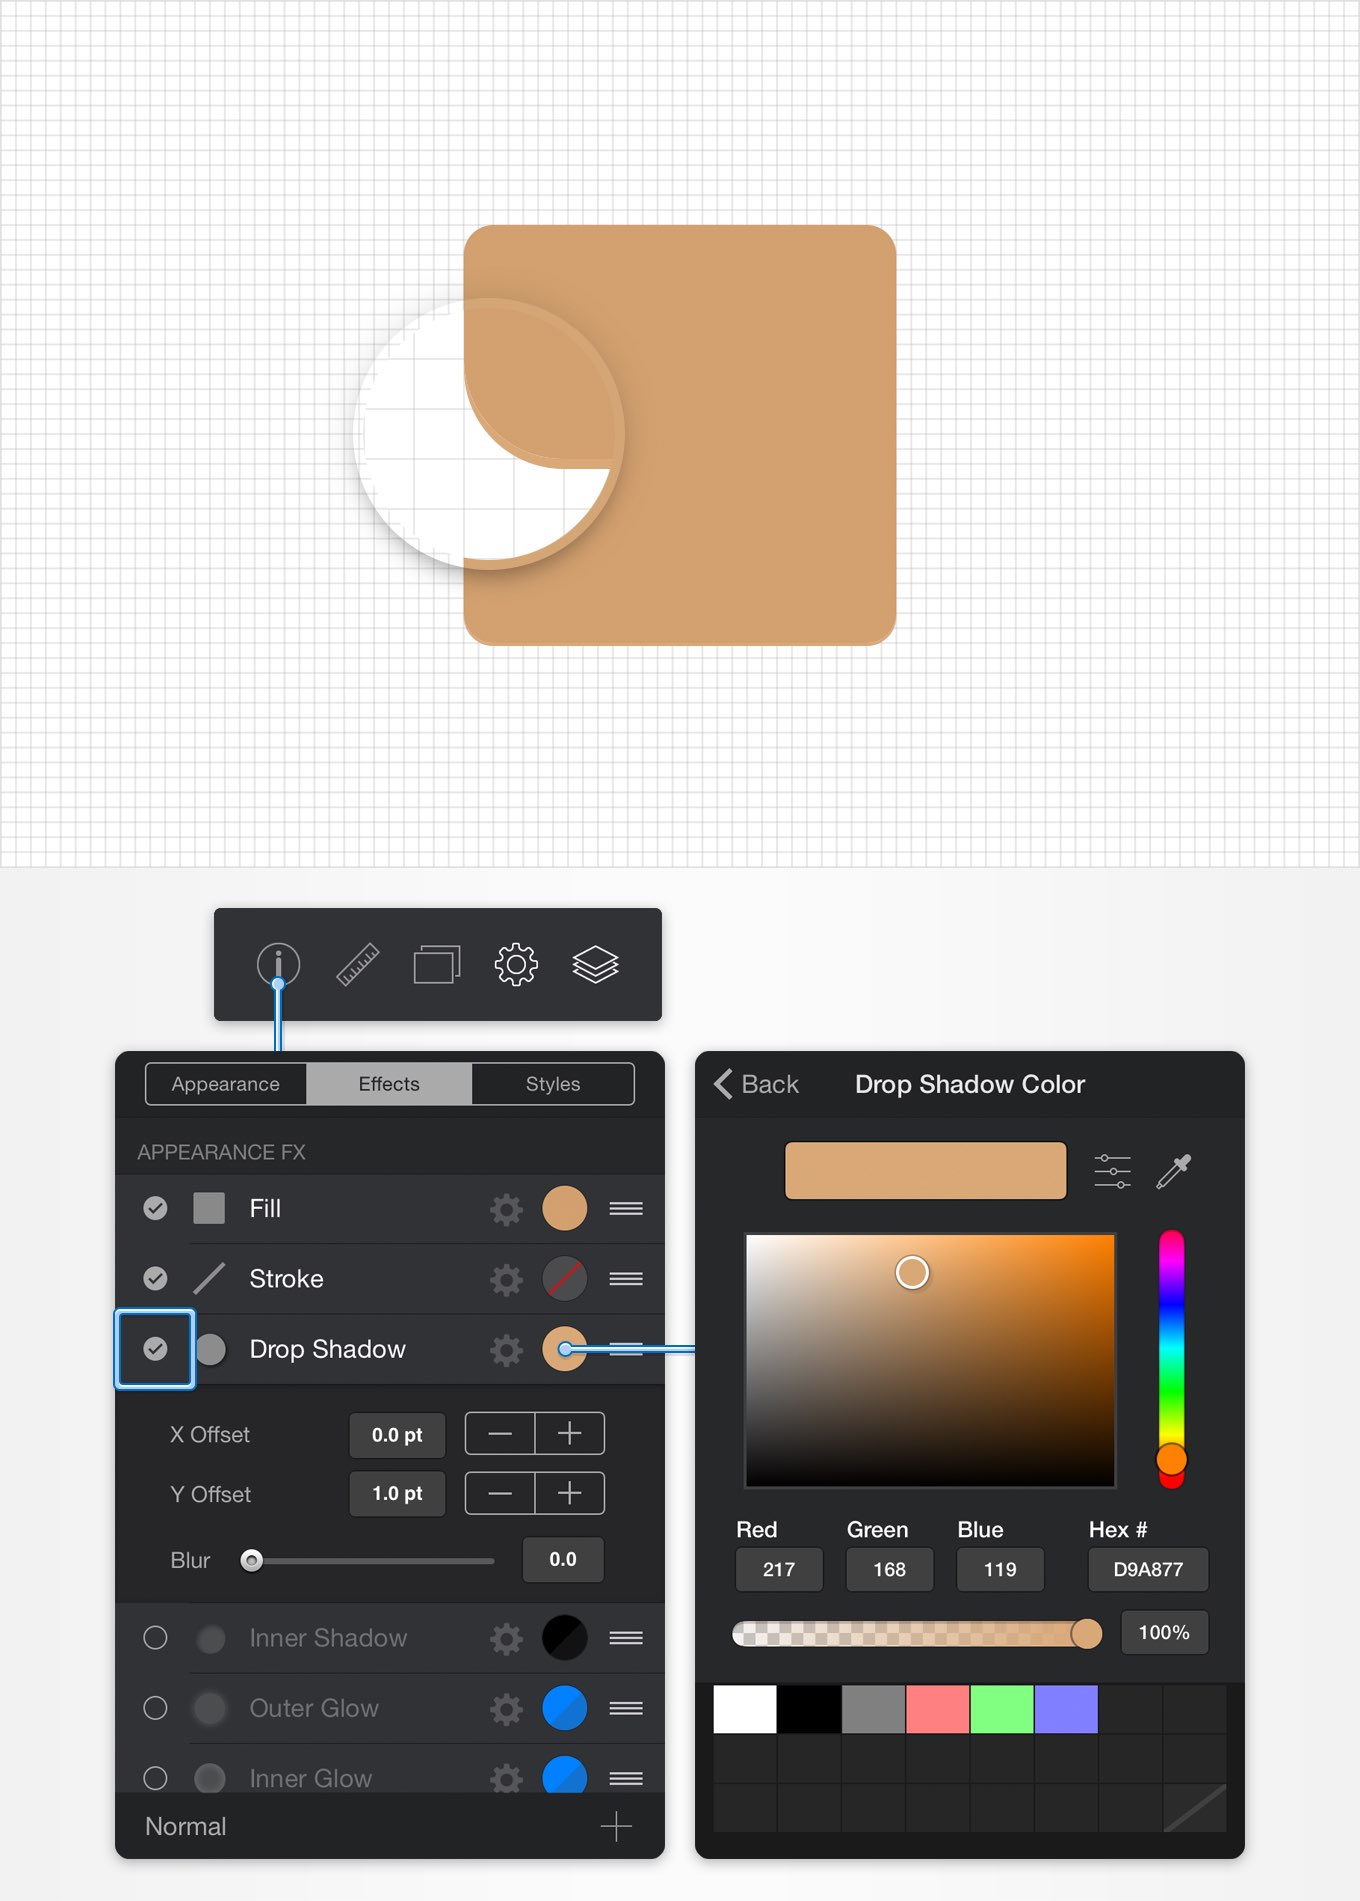 Appearance Effects Styles
APPEARANCE FX
Fill
Stroke
Drop Shadow
X Offset 0.0 pt
Y Offset 1.0 pt
Blur 0.0
Inner Shadow
Outer Glow
Inner Glow
Normal
Back Drop Shadow Color
Red Green Blue Hex #
217 168 119 D9A877
100%